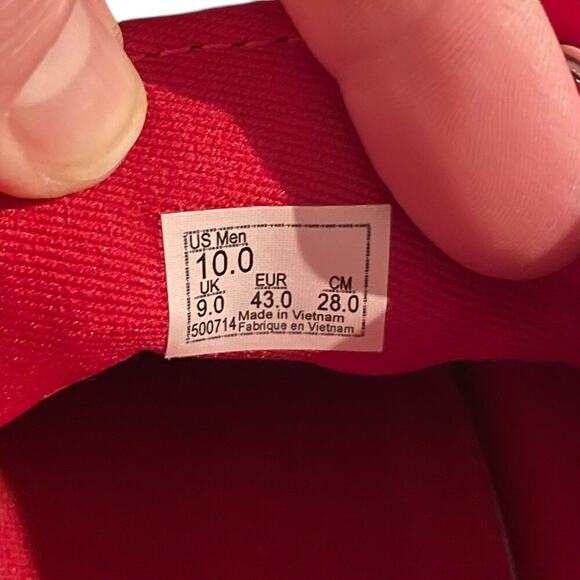 US Men
10.0
UK EUR CM
9.0 43.0 28.0
Made in Vietnam
500714 Fabrique en Vietnam